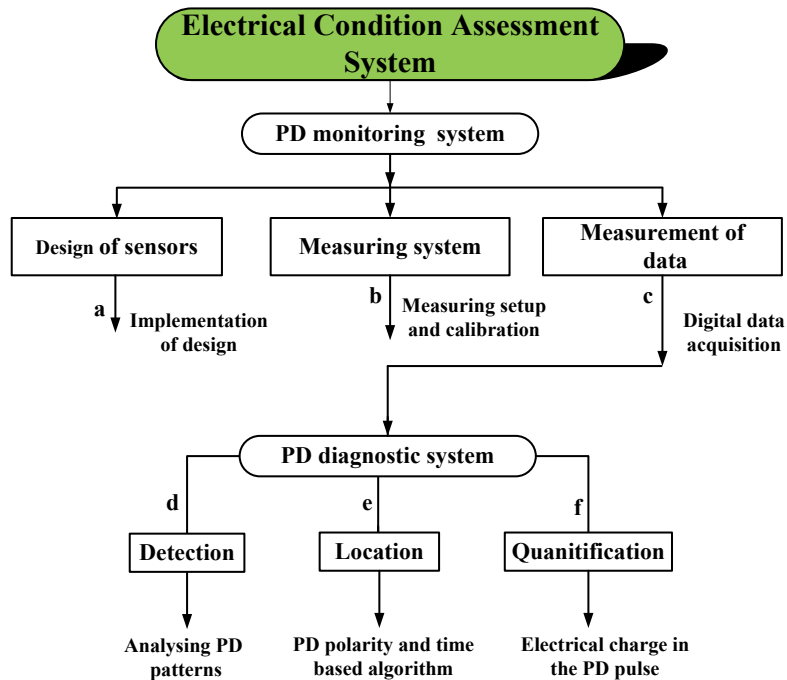 Electrical Condition Assessment
System
PD monitoring system
Design of sensors
Measuring system
Measurement of
data
a
Implementation
of design
b
Measuring setup
and calibration
c
Digital data
acquisition
PD diagnostic system
d
e
f
Detection
Location
Quanitification
Analysing PD
patterns
PD polarity and time
based algorithm
Electrical charge in
the PD pulse